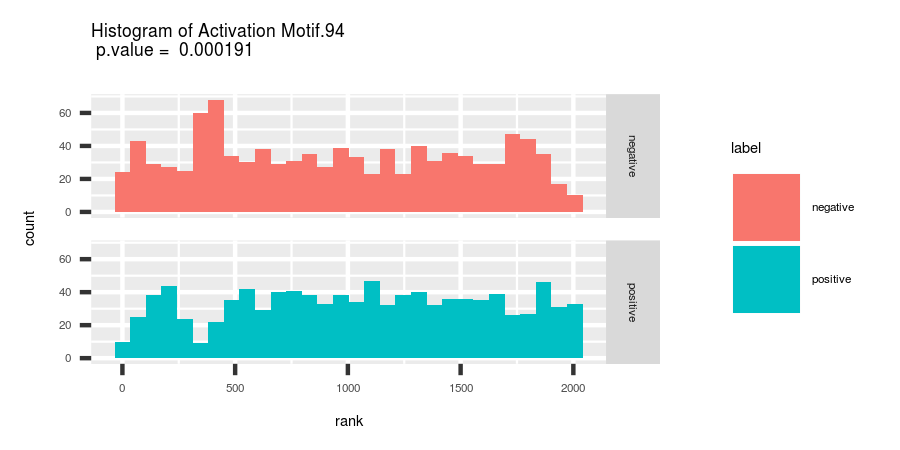 Histogram of Activation Motif.94
p.value =  0.000191
count
60
40
20
0
negative
60
40
20
0
positive
0
500
1000
1500
2000
rank
label
negative
positive